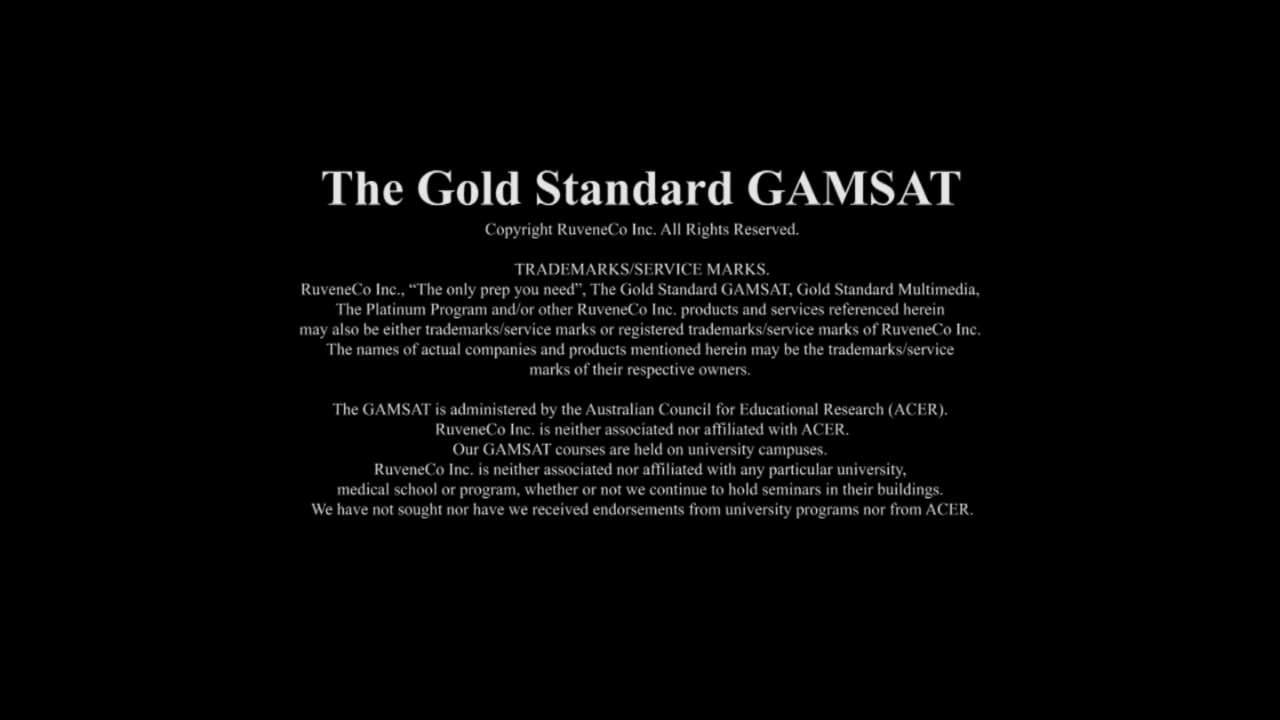 The Gold Standard GAMSAT
Copyright RuveneCo Inc. All Rights Reserved.
TRADEMARKS/SERVICE MARKS.
RuveneCo Inc., “The only prep you need”, The Gold Standard GAMSAT, Gold Standard Multimedia,
The Platinum Program and/or other RuveneCo Inc. products and services referenced herein
may also be either trademarks/service marks or registered trademarks/service marks of RuveneCo Inc.
The names of actual companies and products mentioned herein may be the trademarks/service
marks of their respective owners.
The GAMSAT is administered by the Australian Council for Educational Research (ACER).
RuveneCo Inc. is neither associated nor affiliated with ACER.
Our GAMSAT courses are held on university campuses.
RuveneCo Inc. is neither associated nor affiliated with any particular university,
medical school or program, whether or not we continue to hold seminars in their buildings.
We have not sought nor have we received endorsements from university programs nor from ACER.